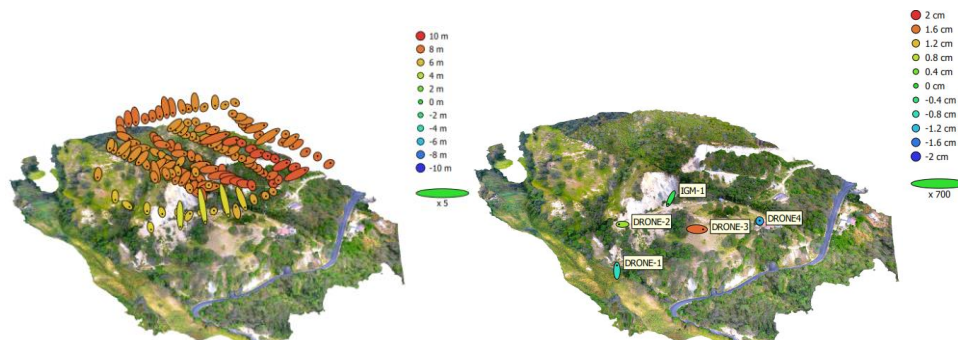 10 m
8 m
6 m
4 m
2 m
0 m
-2 m
-4 m
-6 m
-8 m
-10 m
x 5
2 cm
1.6 cm
1.2 cm
0.8 cm
0.4 cm
0 cm
-0.4 cm
-0.8 cm
-1.2 cm
-1.6 cm
-2 cm
x 700
IGM-1
DRONE-2
DRONE-3
DRONE4
DRONE-1